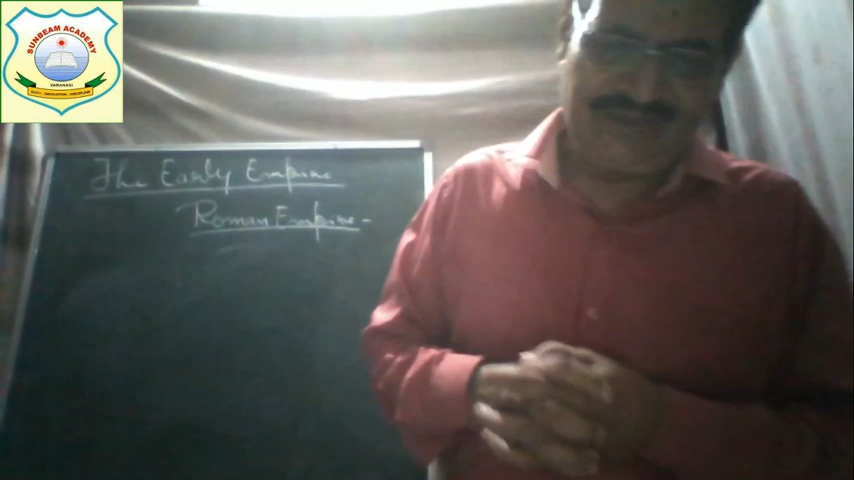 SUNBEAM ACADEMY
VARANASI
The Early Empire
Roman Empire -